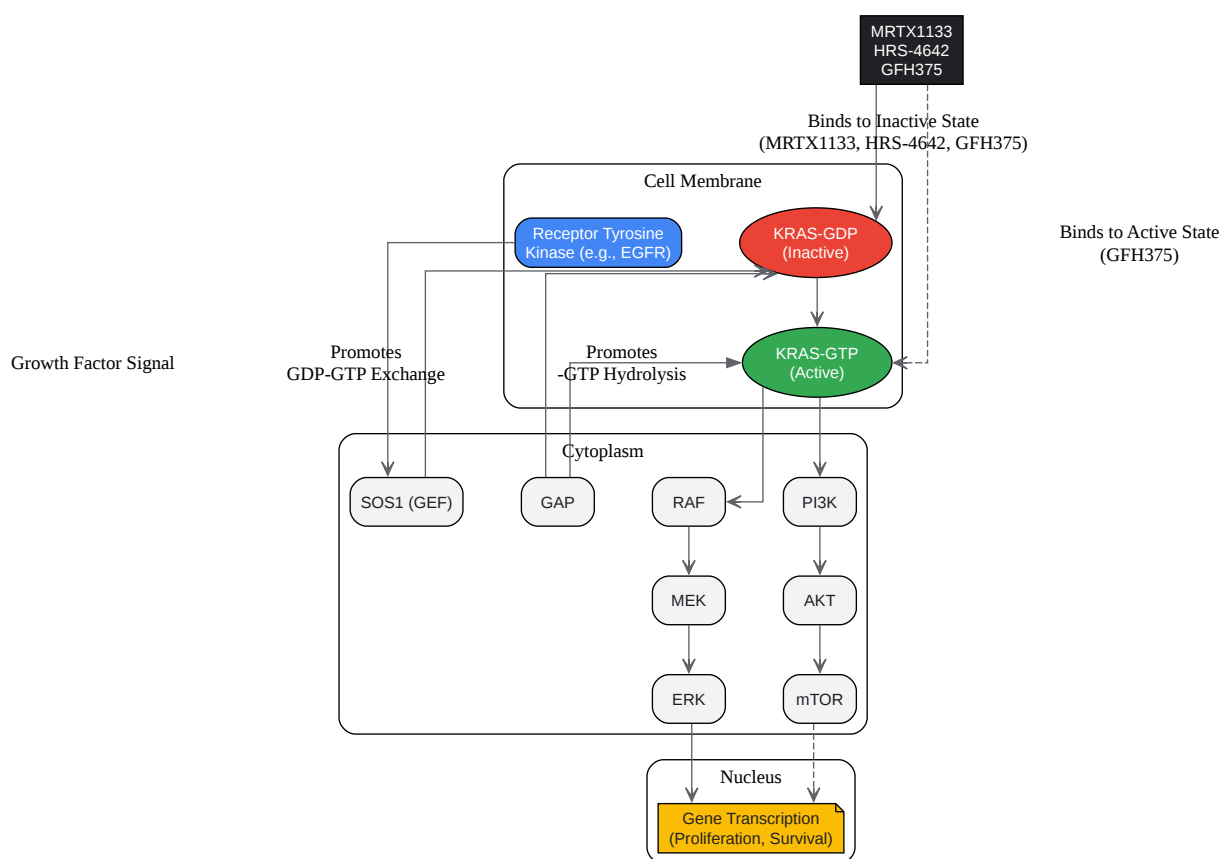 MRTX1133
HRS-4642
GFH375
Binds to Inactive State
(MRTX1133, HRS-4642, GFH375)
Cell Membrane
Receptor Tyrosine
Kinase (e.g., EGFR)
KRAS-GDP
(Inactive)
Binds to Active State
(GFH375)
Growth Factor Signal
Promotes
GDP-GTP Exchange
Promotes
-GTP Hydrolysis
KRAS-GTP
(Active)
Cytoplasm
SOS1 (GEF)
GAP
RAF
PI3K
MEK
AKT
ERK
mTOR
Nucleus
Gene Transcription
(Proliferation, Survival)